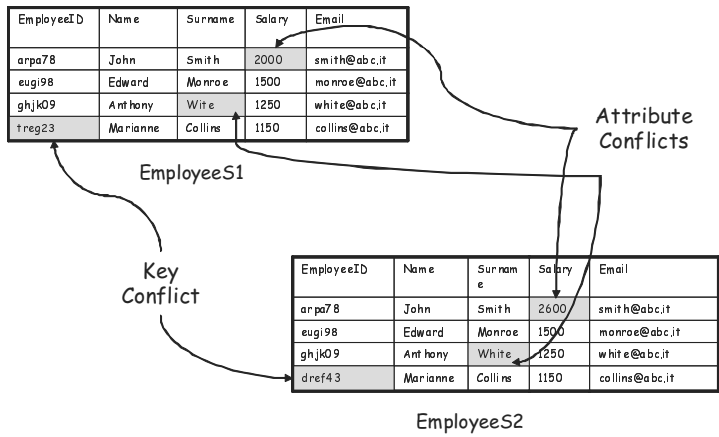 EmployeeID Name Surname Salary Email
arpa78 John Smith 2000 smith@abc.it
eugi98 Edward Monroe 1500 monroe@abc.it
ghjk09 Anthony Wite 1250 white@abc.it
treg23 Marianne Collins 1150 collins@abc.it
EmployeeS1
Attribute
Conflicts
Key
Conflict
EmployeeID Name Surnam Salary Email
e
arpa78 John Smith 2600 smith@abc.it
eugi98 Edward Monroe 1500 monroe@abc.it
ghjk09 Anthony White 1250 white@abc.it
dref43 Marianne Collins 1150 collins@abc.it
EmployeeS2